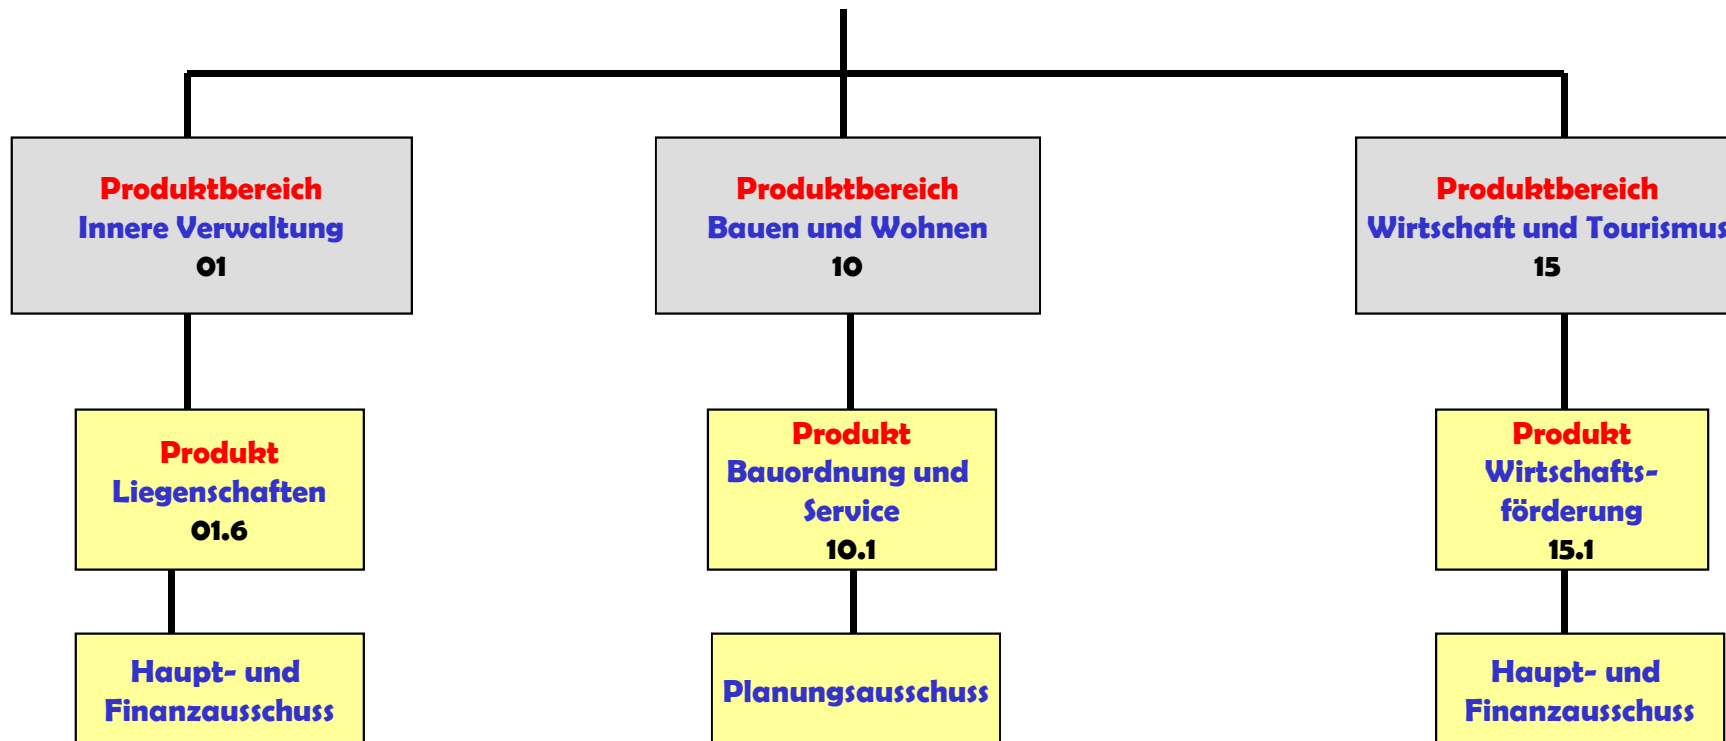 Produktbereich
Innere Verwaltung
01
Produktbereich
Bauen und Wohnen
10
Produktbereich
Wirtschaft und Tourismus
15
Produkt
Liegenschaften
01.6
Produkt
Bauordnung und
Service
10.1
Produkt
Wirtschafts-
förderung
15.1
Haupt- und
Finanzausschuss
Planungsausschuss
Haupt- und
Finanzausschuss